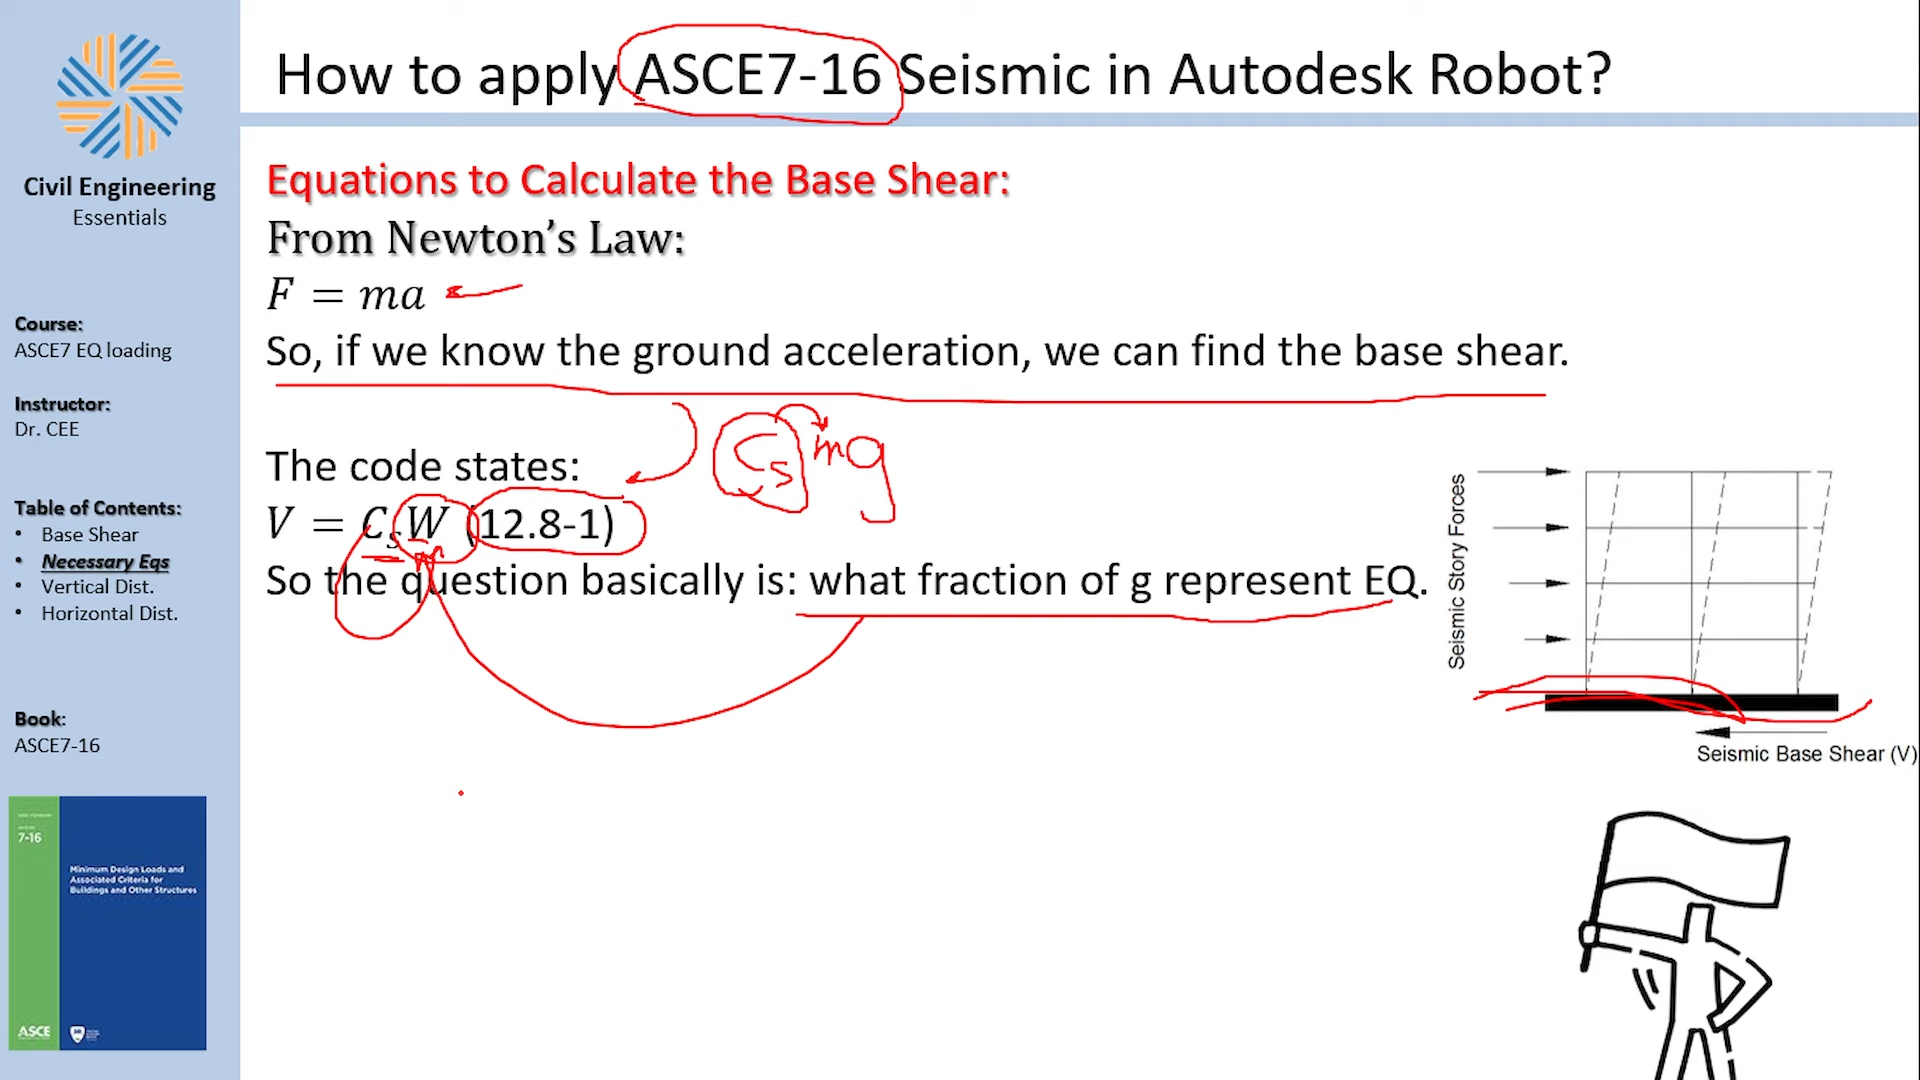 How to apply ASCE7-16 Seismic in Autodesk Robot?
Civil Engineering
Essentials
Course:
ASCE7 EQ loading
Instructor:
Dr. CEE
Table of Contents:
• Base Shear
• Necessary Eqs
• Vertical Dist.
• Horizontal Dist.
Book:
ASCE7-16
7-16
Minimum Design Loads and
Associated Criteria for
Buildings and Other Structures
ASCE
Equations to Calculate the Base Shear:
From Newton’s Law:
F = ma
So, if we know the ground acceleration, we can find the base shear.
Cs mg
The code states:
V = CsW (12.8-1)
m
So the question basically is: what fraction of g represent EQ.
Seismic Story Forces
Seismic Base Shear (V)